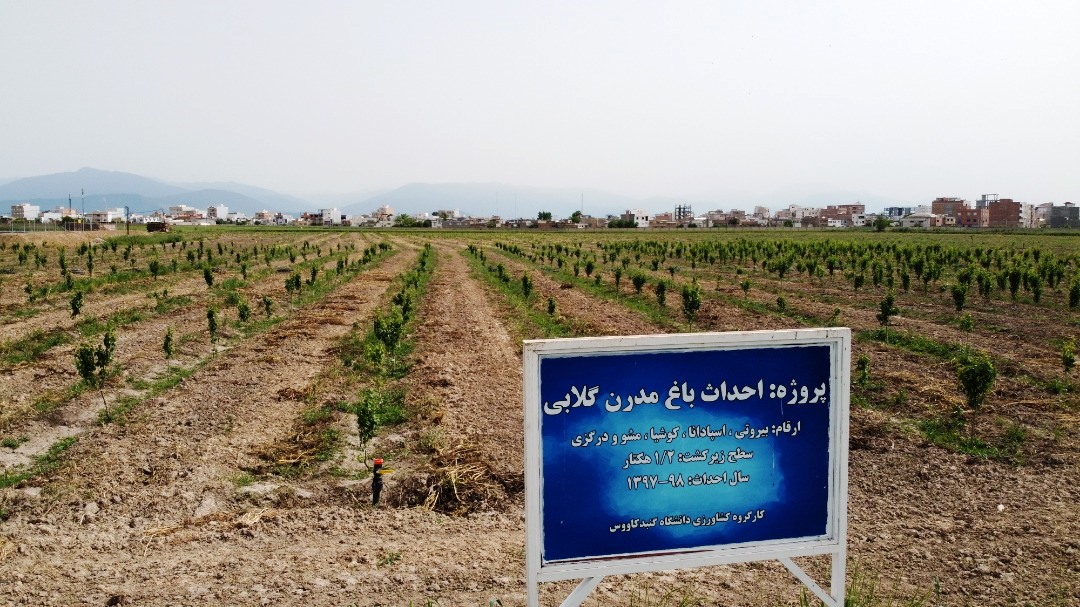 پروژه: احداث باغ مدرن گلابی
ارقام: بیروتی ، اسپادانا ، کوشیا ، مشو و درگزی
سطح زیرکشت: ۱/۲ هکتار
سال احداث: ۹۸-۱۳۹۷
کارگروه کشاورزی دانشگاه گنبدکاووس